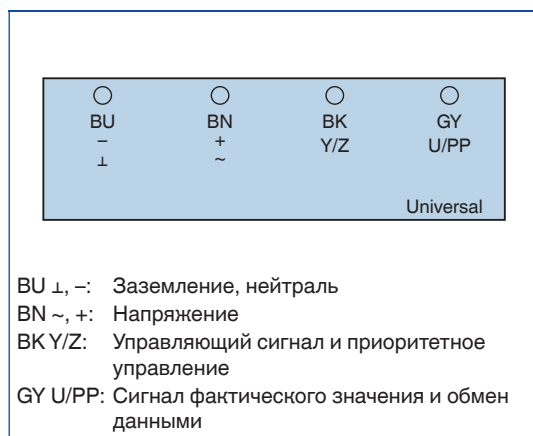 BU BN BK GY
– + Y/Z U/PP
⊥ ~
Universal
BU ⊥, –: Заземление, нейтраль
BN ~, +: Напряжение
BK Y/Z: Управляющий сигнал и приоритетное
управление
GY U/PP: Сигнал фактического значения и обмен
данными